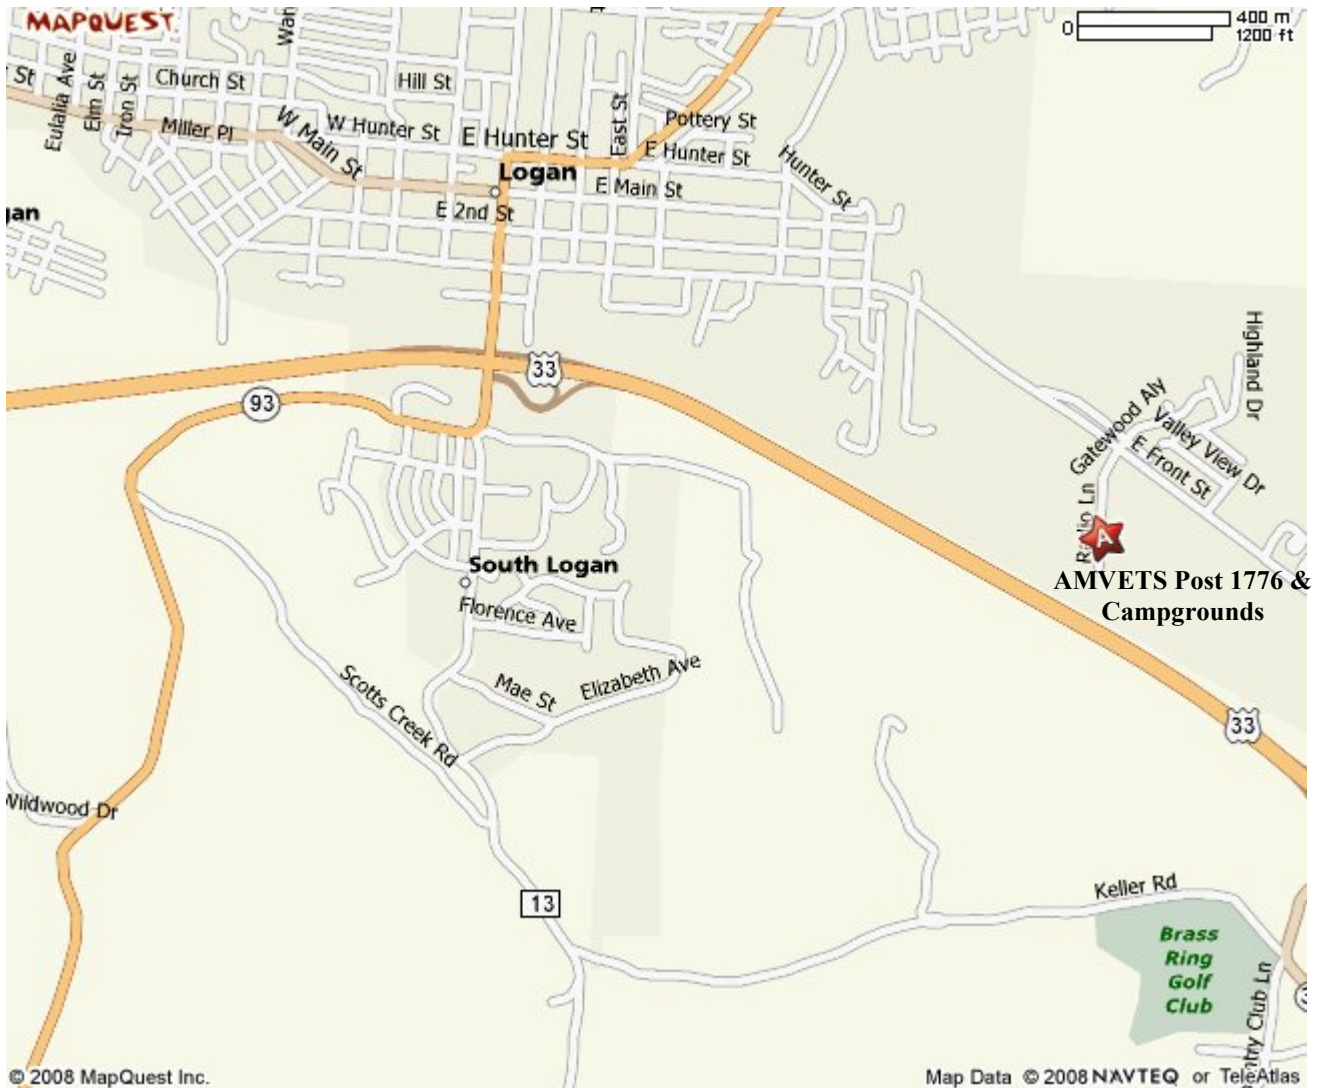 MAPQUEST.
400 m
0
1200 ft
St
Eulalia Ave
Elm St
Iron St
Church St
Hill St
Miller Pl
W Main St
W Hunter St
E Hunter St
East St
Pottery St
E Hunter St
Hunter St
Logan
E Main St
E 2nd St
33
93
Highland Dr
Gatewood Aly
Valley View Dr
E Front St
A
AMVETS Post 1776 &
Campgrounds
South Logan
Florence Ave
Mae St
Elizabeth Ave
Scotts Creek Rd
33
Wildwood Dr
13
Keller Rd
Brass
Ring
Golf
Club
Club Ln
© 2008 MapQuest Inc.
Map Data © 2008 NAVTEQ or TeleAtlas